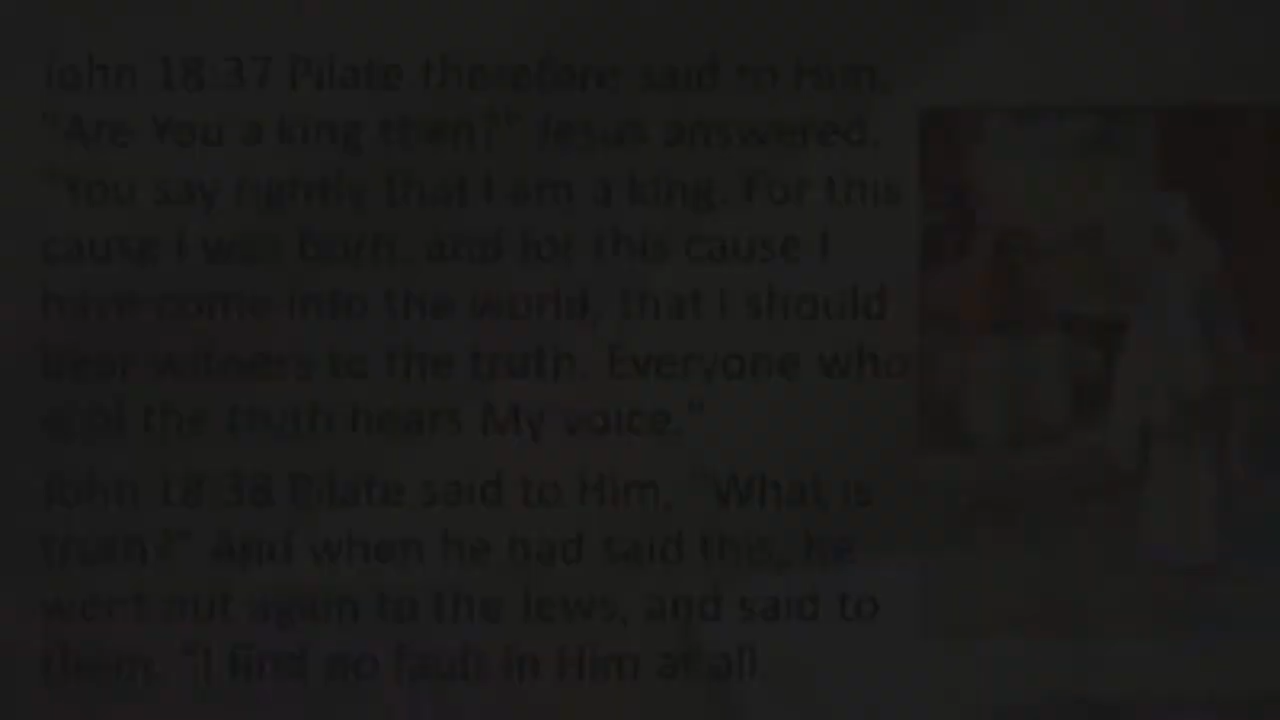 John 18:37 Pilate therefore said to Him,
"Are You a king then?" Jesus answered,
"You say rightly that I am a king. For this
cause I was born, and for this cause I
have come into the world, that I should
bear witness to the truth. Everyone who
is of the truth hears My voice."
John 18:38 Pilate said to Him, "What is
truth?" And when he had said this, he
went out again to the Jews, and said to
them, "I find no fault in Him at all